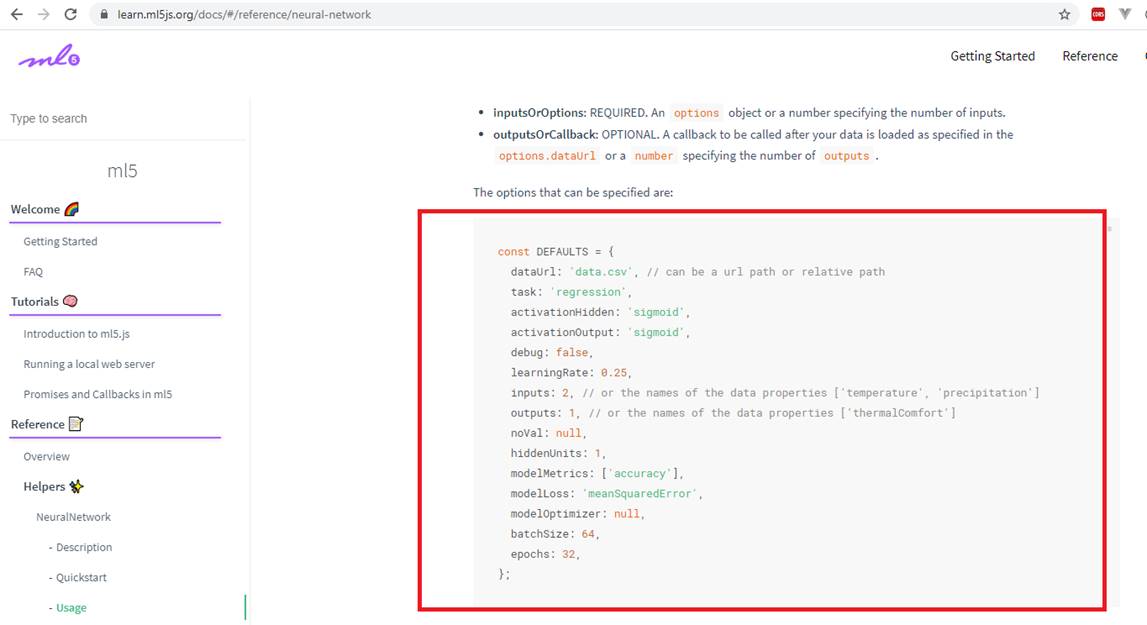 learn.ml5js.org/docs/#/reference/neural-network
CORS
ml5
Getting Started
Reference
Type to search
ml5
Welcome 🌈
Getting Started
FAQ
Tutorials 🧠
Introduction to ml5.js
Running a local web server
Promises and Callbacks in ml5
Reference 📝
Overview
Helpers ✨
NeuralNetwork
- Description
- Quickstart
- Usage
• inputsOrOptions: REQUIRED. An options object or a number specifying the number of inputs.
• outputsOrCallback: OPTIONAL. A callback to be called after your data is loaded as specified in the
options.dataUrl or a number specifying the number of outputs .
The options that can be specified are:
const DEFAULTS = {
dataUrl: 'data.csv', // can be a url path or relative path
task: 'regression',
activationHidden: 'sigmoid',
activationOutput: 'sigmoid',
debug: false,
learningRate: 0.25,
inputs: 2, // or the names of the data properties ['temperature', 'precipitation']
outputs: 1, // or the names of the data properties ['thermalComfort']
noVal: null,
hiddenUnits: 1,
modelMetrics: ['accuracy'],
modelLoss: 'meanSquaredError',
modelOptimizer: null,
batchSize: 64,
epochs: 32,
};